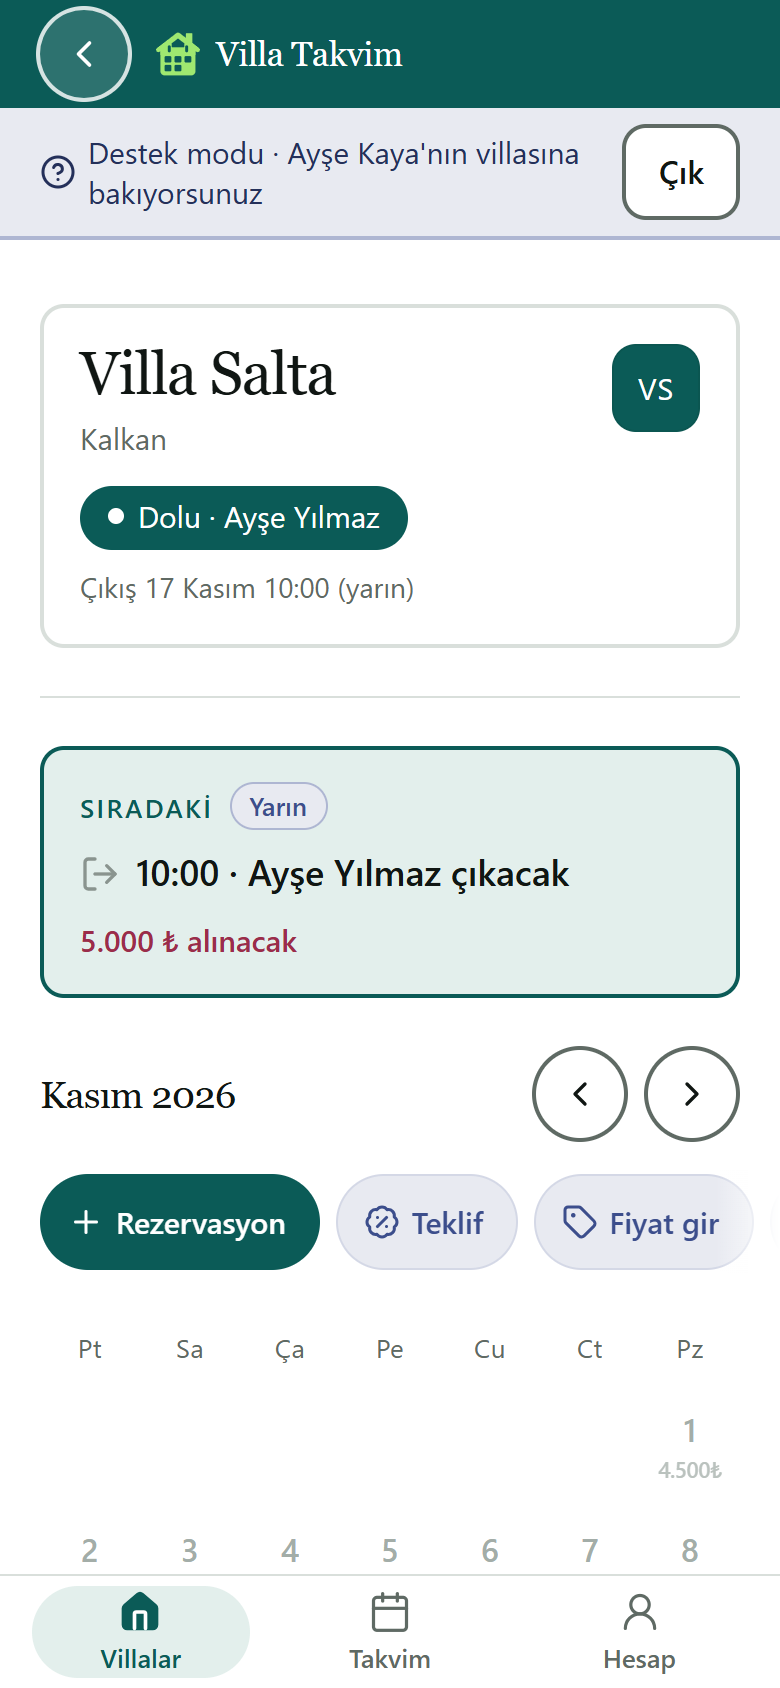 Villa Takvim
Destek modu · Ayşe Kaya'nın villasına
bakıyorsunuz
Çık
Villa Salta
VS
Kalkan
Dolu · Ayşe Yılmaz
Çıkış 17 Kasım 10:00 (yarın)
SIRADAKİ Yarın
10:00 · Ayşe Yılmaz çıkacak
5.000 ₺ alınacak
Kasım 2026
Rezervasyon Teklif Fiyat gir
Pt Sa Ça Pe Cu Ct Pz
1
4.500₺
2 3 4 5 6 7 8
Villalar Takvim Hesap